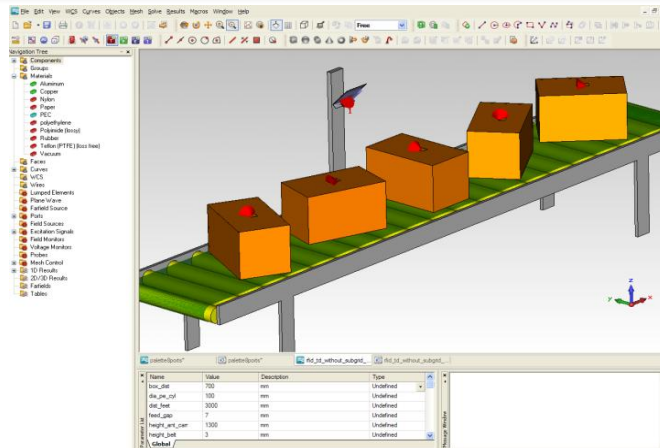 File Edit View WCS Curves Objects Mesh Solve Results Macros Window Help
Free
Navigation Tree
Components
Groups
Materials
Aluminum
Copper
Nylon
Paper
PEC
polyethylene
Polyimide (lossy)
Rubber
Teflon (PTFE) (loss free)
Vacuum
Faces
Curves
WCS
Wires
Lumped Elements
Plane Wave
Farfield Source
Ports
Field Sources
Excitation Signals
Field Monitors
Voltage Monitors
Probes
Mesh Control
1D Results
2D/3D Results
Farfields
Tables
z
y
x
palette8ports*
palette8ports*
rfid_td_without_subgrid_...
rfid_td_without_subgrid_...
Name Value Description Type
box_dist 700 mm Undefined
dia_pe_cyl 100 mm Undefined
dist_feet 3000 mm Undefined
feed_gap 7 mm Undefined
height_ant_carr 1300 mm Undefined
height_belt 3 mm Undefined
Global
Parameter List
Message Window